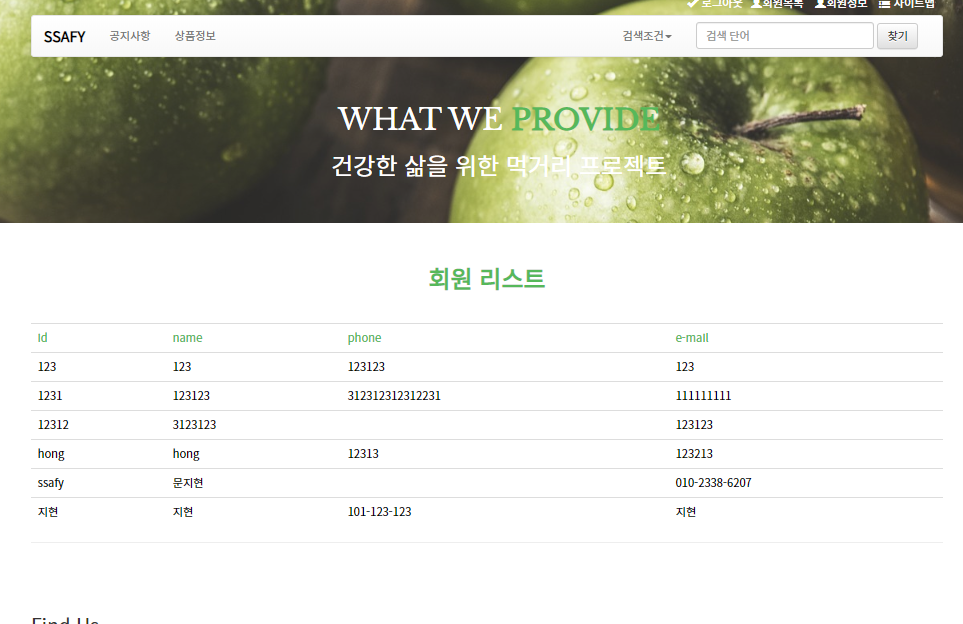 로그아웃 회원목록 회원정보 사이트맵
SSAFY 공지사항 상품정보 검색조건 검색 단어 찾기
WHAT WE PROVIDE
건강한 삶을 위한 먹거리 프로젝트
회원 리스트
id name phone e-mail
123 123 123123 123
1231 123123 312312312312231 111111111
12312 3123123 123123
hong hong 12313 123213
ssafy 문지현 010-2338-6207
지현 지현 101-123-123 지현
Find Us